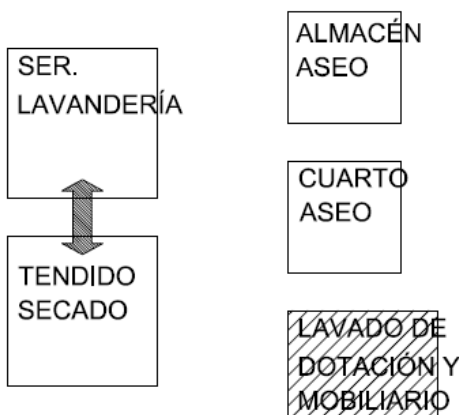 SER.
LAVANDERÍA
TENDIDO
SECADO
ALMACÉN
ASEO
CUARTO
ASEO
LAVADO DE
DOTACIÓN Y
MOBILIARIO